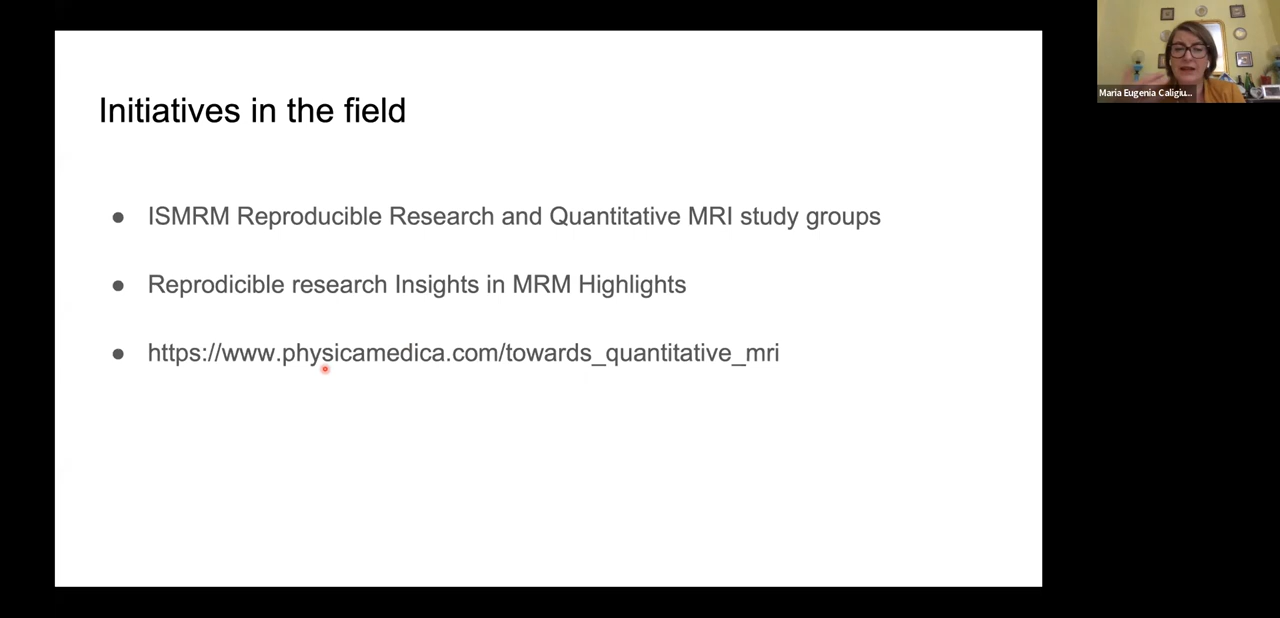 Initiatives in the field
● ISMRM Reproducible Research and Quantitative MRI study groups
● Reprodicible research Insights in MRM Highlights
● https://www.physicamedica.com/towards_quantitative_mri
Maria Eugenia Caligiu...